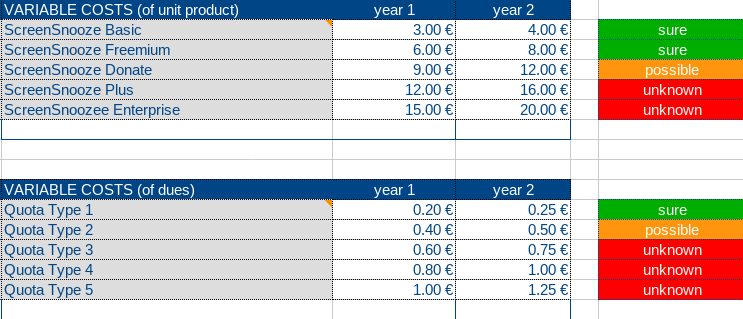 VARIABLE COSTS (of unit product) year 1 year 2
ScreenSnooze Basic 3.00 € 4.00 € sure
ScreenSnooze Freemium 6.00 € 8.00 € sure
ScreenSnooze Donate 9.00 € 12.00 € possible
ScreenSnooze Plus 12.00 € 16.00 € unknown
ScreenSnoozee Enterprise 15.00 € 20.00 € unknown
VARIABLE COSTS (of dues) year 1 year 2
Quota Type 1 0.20 € 0.25 € sure
Quota Type 2 0.40 € 0.50 € possible
Quota Type 3 0.60 € 0.75 € unknown
Quota Type 4 0.80 € 1.00 € unknown
Quota Type 5 1.00 € 1.25 € unknown